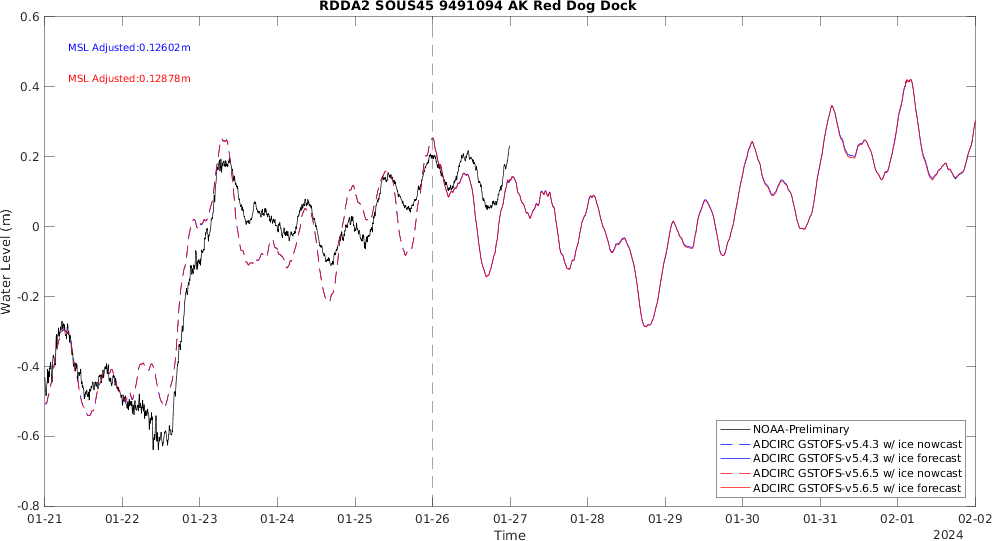 RDDA2 SOUS45 9491094 AK Red Dog Dock
MSL Adjusted:0.12602m
MSL Adjusted:0.12878m
Water Level (m)
0.6
0.4
0.2
0
-0.2
-0.4
-0.6
-0.8
NOAA-Preliminary
ADCIRC GSTOFS-v5.4.3 w/ ice nowcast
ADCIRC GSTOFS-v5.4.3 w/ ice forecast
ADCIRC GSTOFS-v5.6.5 w/ ice nowcast
ADCIRC GSTOFS-v5.6.5 w/ ice forecast
01-21 01-22 01-23 01-24 01-25 01-26 01-27 01-28 01-29 01-30 01-31 02-01 02-02
Time
2024